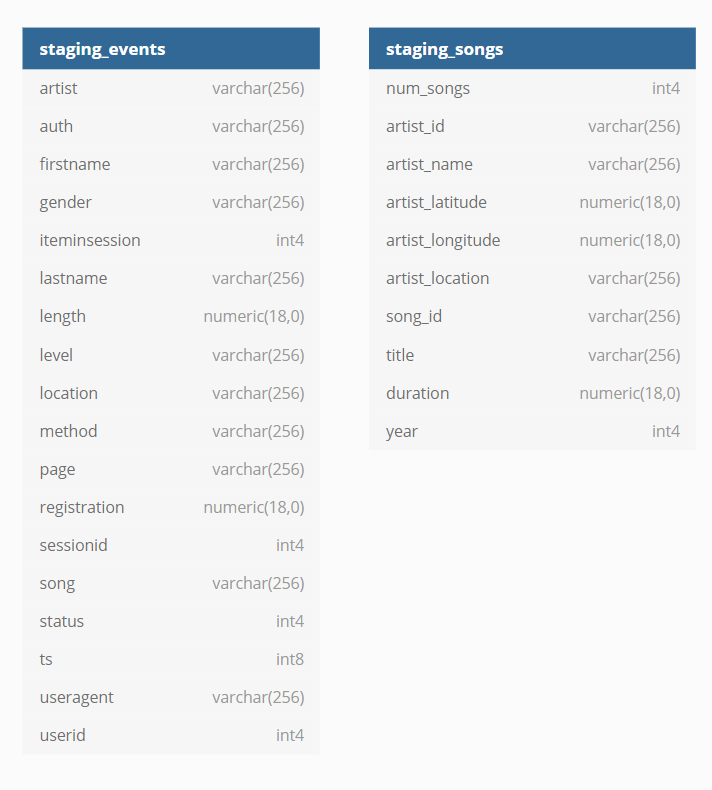 staging_events
artist varchar(256)
auth varchar(256)
firstname varchar(256)
gender varchar(256)
iteminsession int4
lastname varchar(256)
length numeric(18,0)
level varchar(256)
location varchar(256)
method varchar(256)
page varchar(256)
registration numeric(18,0)
sessionid int4
song varchar(256)
status int4
ts int8
useragent varchar(256)
userid int4
staging_songs
num_songs int4
artist_id varchar(256)
artist_name varchar(256)
artist_latitude numeric(18,0)
artist_longitude numeric(18,0)
artist_location varchar(256)
song_id varchar(256)
title varchar(256)
duration numeric(18,0)
year int4